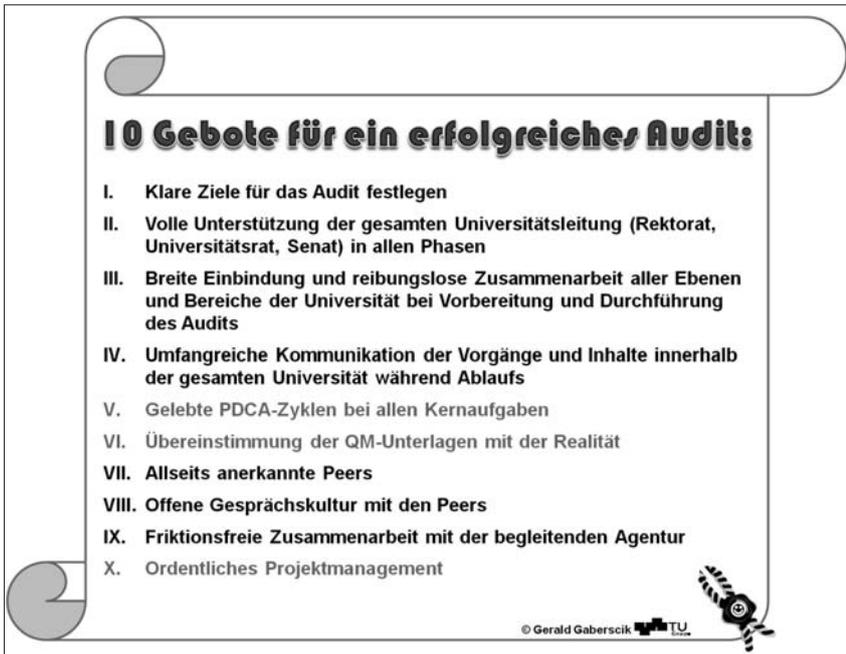 10 Gebote für ein erfolgreiches Audit:
I. Klare Ziele für das Audit festlegen
II. Volle Unterstützung der gesamten Universitätsleitung (Rektorat,
Universitätsrat, Senat) in allen Phasen
III. Breite Einbindung und reibungslose Zusammenarbeit aller Ebenen
und Bereiche der Universität bei Vorbereitung und Durchführung
des Audits
IV. Umfangreiche Kommunikation der Vorgänge und Inhalte innerhalb
der gesamten Universität während Ablaufs
V. Gelebte PDCA-Zyklen bei allen Kernaufgaben
VI. Übereinstimmung der QM-Unterlagen mit der Realität
VII. Allseits anerkannte Peers
VIII. Offene Gesprächskultur mit den Peers
IX. Friktionsfreie Zusammenarbeit mit der begleitenden Agentur
X. Ordentliches Projektmanagement
© Gerald Gaberscik TU